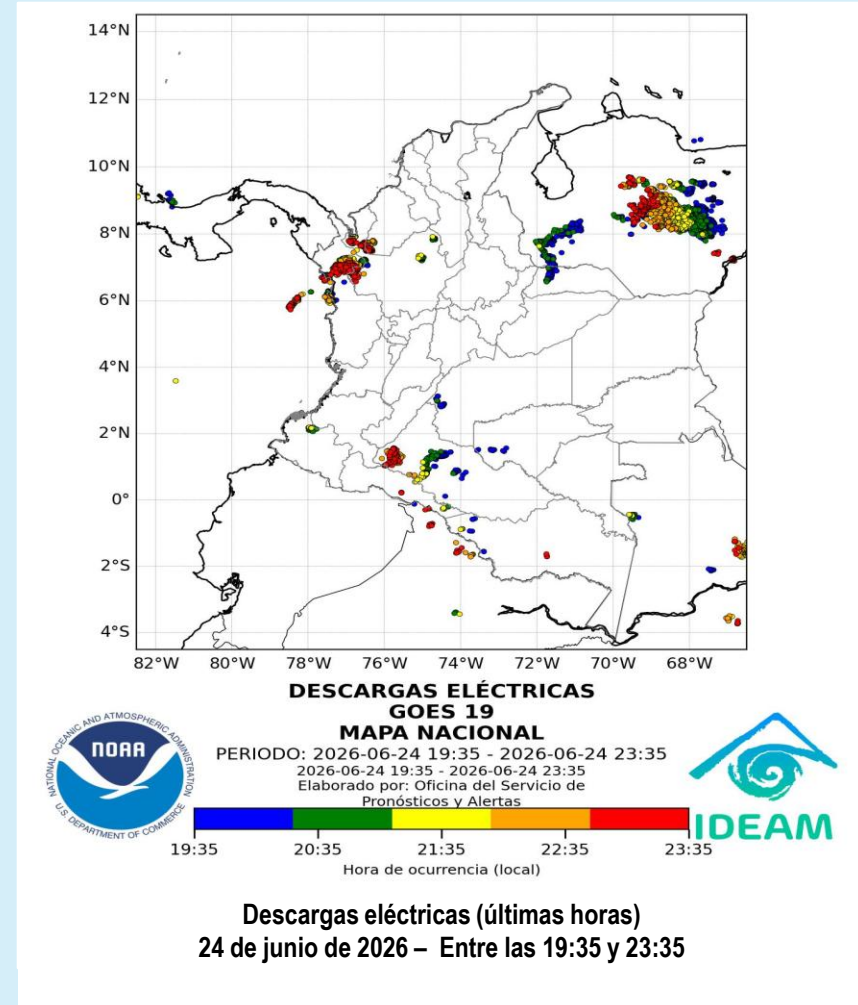 14°N
12°N
10°N
8°N
6°N
4°N
2°N
0°
2°S
4°S
82°W 80°W 78°W 76°W 74°W 72°W 70°W 68°W
DESCARGAS ELÉCTRICAS
GOES 19
MAPA NACIONAL
PERIODO: 2026-06-24 19:35 - 2026-06-24 23:35
2026-06-24 19:35 - 2026-06-24 23:35
Elaborado por: Oficina del Servicio de
Pronósticos y Alertas
NATIONAL OCEANIC AND ATMOSPHERIC ADMINISTRATION
NOAA
U.S. DEPARTMENT OF COMMERCE
IDEAM
19:35 20:35 21:35 22:35 23:35
Hora de ocurrencia (local)
Descargas eléctricas (últimas horas)
24 de junio de 2026 – Entre las 19:35 y 23:35